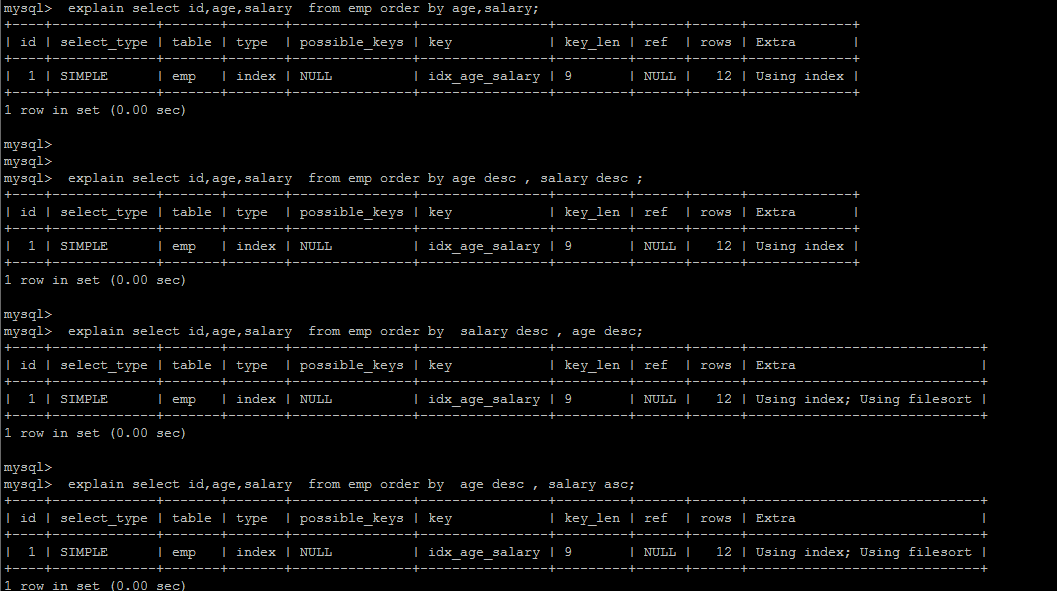 mysql>  explain select id,age,salary  from emp order by age,salary;
+----+-------------+-------+-------+---------------+----------------+---------+------+------+-------------+
| id | select_type | table | type  | possible_keys | key            | key_len | ref  | rows | Extra       |
+----+-------------+-------+-------+---------------+----------------+---------+------+------+-------------+
|  1 | SIMPLE      | emp   | index | NULL          | idx_age_salary | 9       | NULL |   12 | Using index |
+----+-------------+-------+-------+---------------+----------------+---------+------+------+-------------+
1 row in set (0.00 sec)

mysql>
mysql>
mysql>  explain select id,age,salary  from emp order by age desc , salary desc ;
+----+-------------+-------+-------+---------------+----------------+---------+------+------+-------------+
| id | select_type | table | type  | possible_keys | key            | key_len | ref  | rows | Extra       |
+----+-------------+-------+-------+---------------+----------------+---------+------+------+-------------+
|  1 | SIMPLE      | emp   | index | NULL          | idx_age_salary | 9       | NULL |   12 | Using index |
+----+-------------+-------+-------+---------------+----------------+---------+------+------+-------------+
1 row in set (0.00 sec)

mysql>
mysql>  explain select id,age,salary  from emp order by  salary desc , age desc;
+----+-------------+-------+-------+---------------+----------------+---------+------+------+-----------------------------+
| id | select_type | table | type  | possible_keys | key            | key_len | ref  | rows | Extra                       |
+----+-------------+-------+-------+---------------+----------------+---------+------+------+-----------------------------+
|  1 | SIMPLE      | emp   | index | NULL          | idx_age_salary | 9       | NULL |   12 | Using index; Using filesort |
+----+-------------+-------+-------+---------------+----------------+---------+------+------+-----------------------------+
1 row in set (0.00 sec)

mysql>
mysql>  explain select id,age,salary  from emp order by  age desc , salary asc;
+----+-------------+-------+-------+---------------+----------------+---------+------+------+-----------------------------+
| id | select_type | table | type  | possible_keys | key            | key_len | ref  | rows | Extra                       |
+----+-------------+-------+-------+---------------+----------------+---------+------+------+-----------------------------+
|  1 | SIMPLE      | emp   | index | NULL          | idx_age_salary | 9       | NULL |   12 | Using index; Using filesort |
+----+-------------+-------+-------+---------------+----------------+---------+------+------+-----------------------------+
1 row in set (0.00 sec)